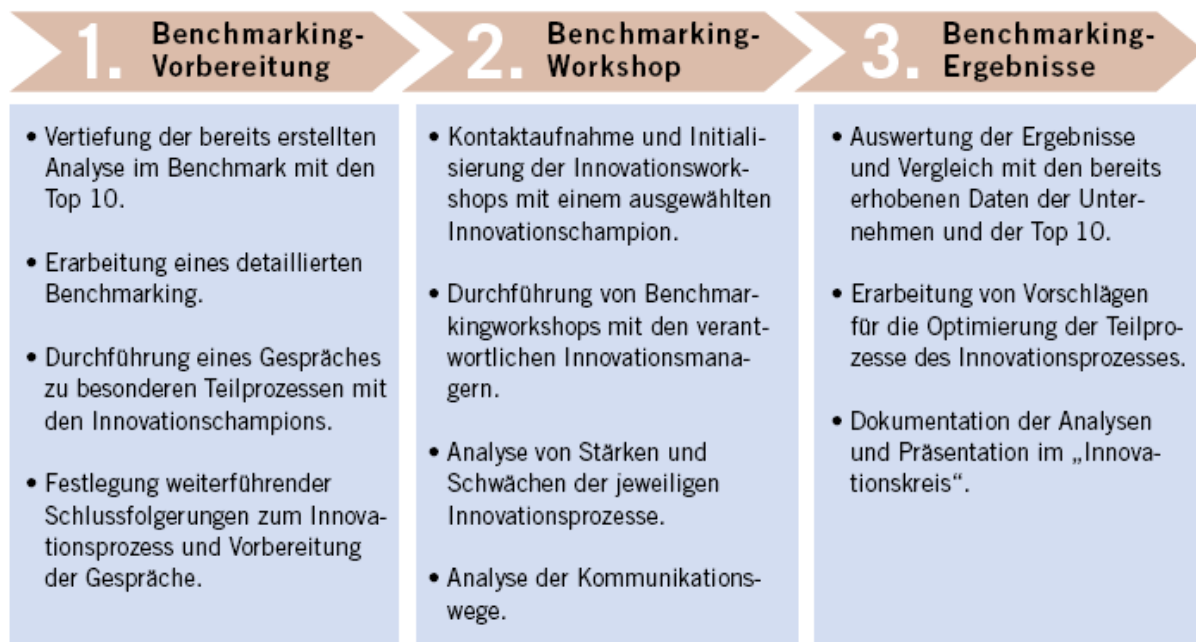 1. Benchmarking-
Vorbereitung
2. Benchmarking-
Workshop
3. Benchmarking-
Ergebnisse
• Vertiefung der bereits erstellten
Analyse im Benchmark mit den
Top 10.
• Erarbeitung eines detaillierten
Benchmarking.
• Durchführung eines Gespräches
zu besonderen Teilprozessen mit
den Innovationschampions.
• Festlegung weiterführender
Schlussfolgerungen zum Innova-
tionsprozess und Vorbereitung
der Gespräche.
• Kontaktaufnahme und Initiali-
sierung der Innovationswork-
shops mit einem ausgewählten
Innovationschampion.
• Durchführung von Benchmar-
kingworkshops mit den verant-
wortlichen Innovationsmana-
gern.
• Analyse von Stärken und
Schwächen der jeweiligen
Innovationsprozesse.
• Analyse der Kommunikations-
wege.
• Auswertung der Ergebnisse
und Vergleich mit den bereits
erhobenen Daten der Unter-
nehmen und der Top 10.
• Erarbeitung von Vorschlägen
für die Optimierung der Teilpro-
zesse des Innovationsprozesses.
• Dokumentation der Analysen
und Präsentation im „Innova-
tionskreis“.